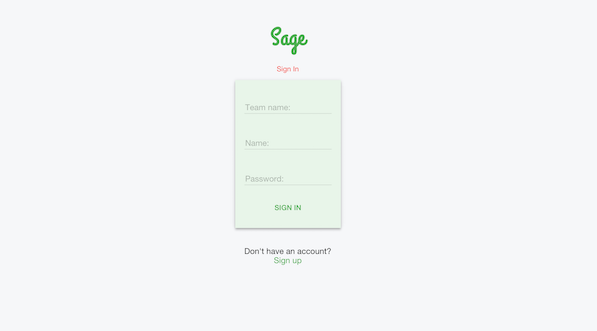 Sage
Sign In
Team name:
Name:
Password:
SIGN IN
Don't have an account?
Sign up